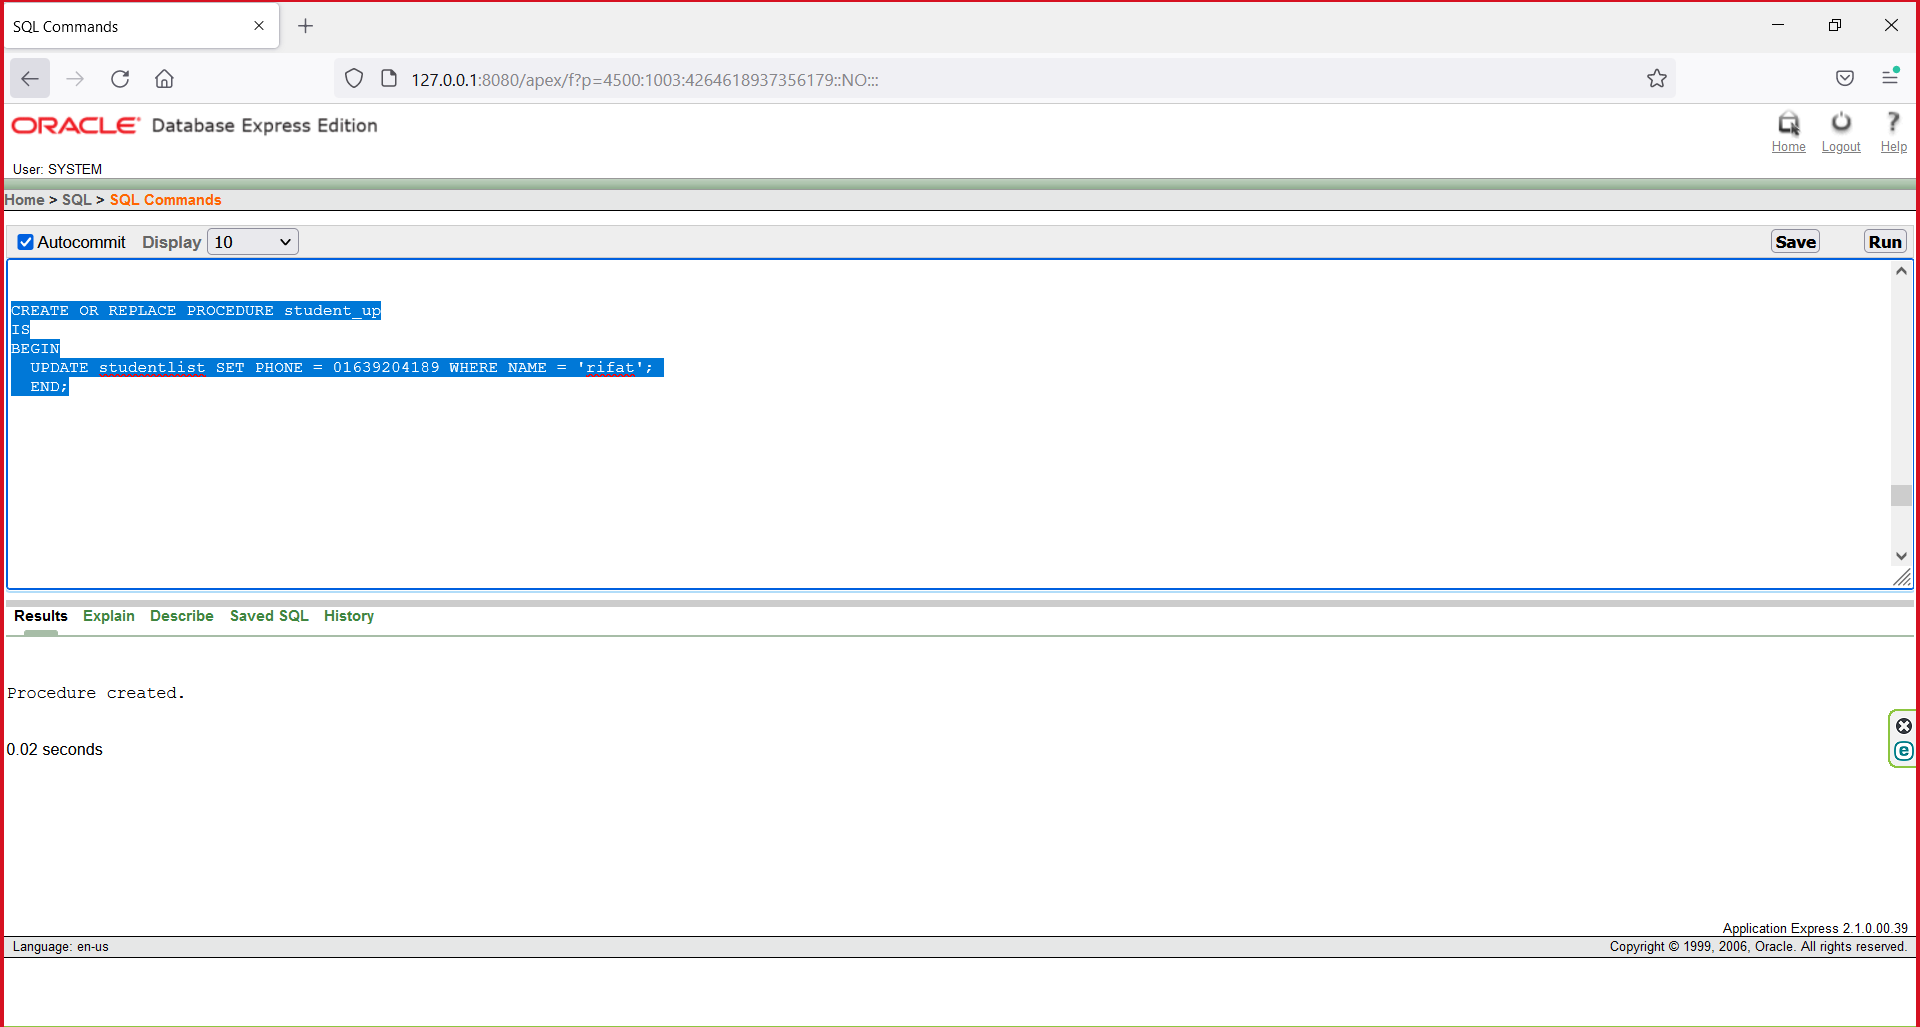 SQL Commands
127.0.0.1:8080/apex/f?p=4500:1003:4264618937356179::NO:::
ORACLE Database Express Edition
Home Logout Help
User: SYSTEM
Home > SQL > SQL Commands
Autocommit Display 10 Save Run
CREATE OR REPLACE PROCEDURE student_up
IS
BEGIN
UPDATE studentlist SET PHONE = 01639204189 WHERE NAME = 'rifat';
END;
Results Explain Describe Saved SQL History
Procedure created.
0.02 seconds
Application Express 2.1.0.00.39
Language: en-us Copyright © 1999, 2006, Oracle. All rights reserved.